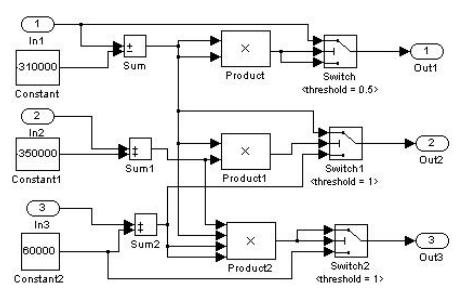 1
In1
-310000
Constant
±
Sum
×
Product
Switch
<threshold = 0.5>
1
Out1
2
In2
-350000
Constant1
‡
Sum1
×
Product1
Switch1
<threshold = 1>
2
Out2
3
In3
60000
Constant2
‡
Sum2
×
Product2
Switch2
<threshold = 1>
3
Out3